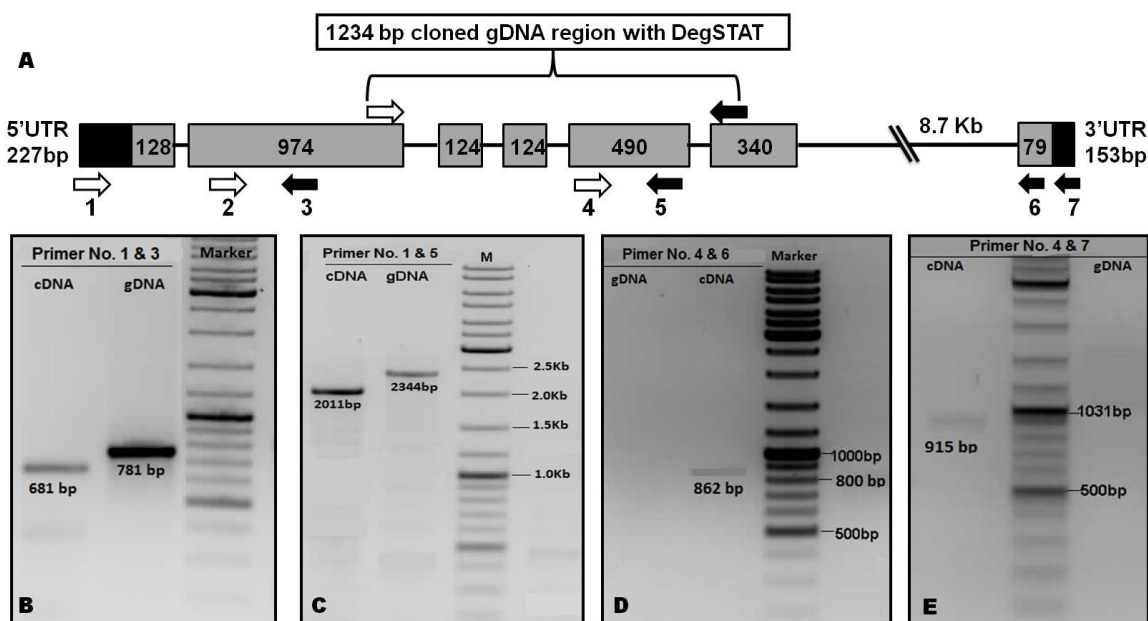 1234 bp cloned gDNA region with DegSTAT
A
5'UTR
227bp
128
974
124
124
490
340
8.7 Kb
79
3'UTR
153bp
1
2
3
4
5
6
7
Primer No. 1 & 3
Marker
cDNA
gDNA
681 bp
781 bp
B
Primer No. 1 & 5
M
cDNA
gDNA
2011bp
2344bp
2.5Kb
2.0Kb
1.5Kb
1.0Kb
C
Pimer No. 4 & 6
Marker
gDNA
cDNA
862 bp
1000bp
800 bp
500bp
D
Primer No. 4 & 7
cDNA
gDNA
915 bp
1031bp
500bp
E